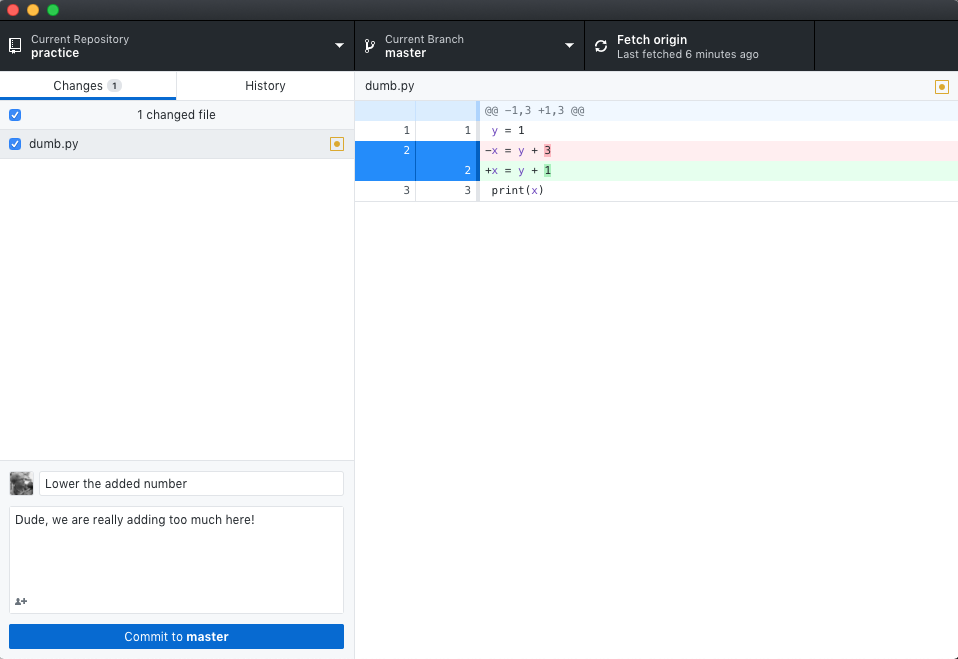 Current Repository
practice
Current Branch
master
Fetch origin
Last fetched 6 minutes ago
Changes 1
History
1 changed file
dumb.py
dumb.py
@@ -1,3 +1,3 @@
1 1 y = 1
2 -x = y + 3
2 +x = y + 1
3 3 print(x)
Lower the added number
Dude, we are really adding too much here!
Commit to master